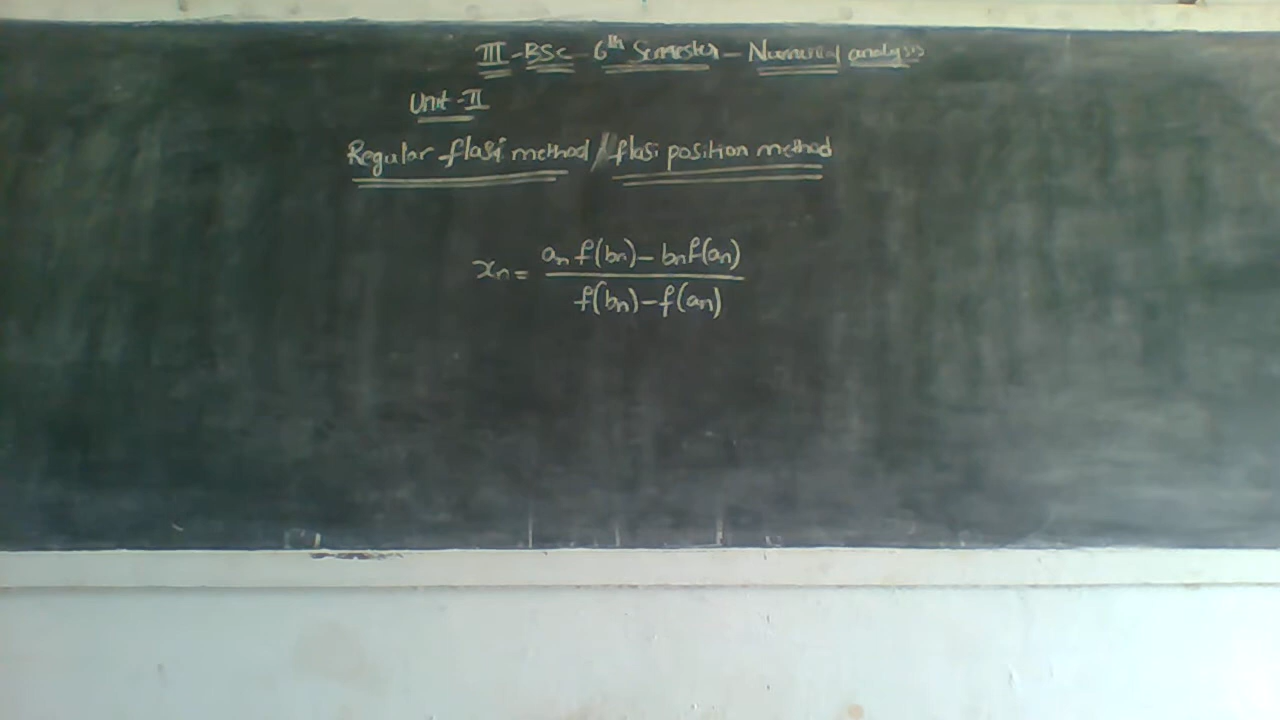 III - BSc - 6th Semester - Numerical analysis
Unit - II
Regular flasi method / flasi position method
xn = an f(bn) - bn f(an) / f(bn) - f(an)